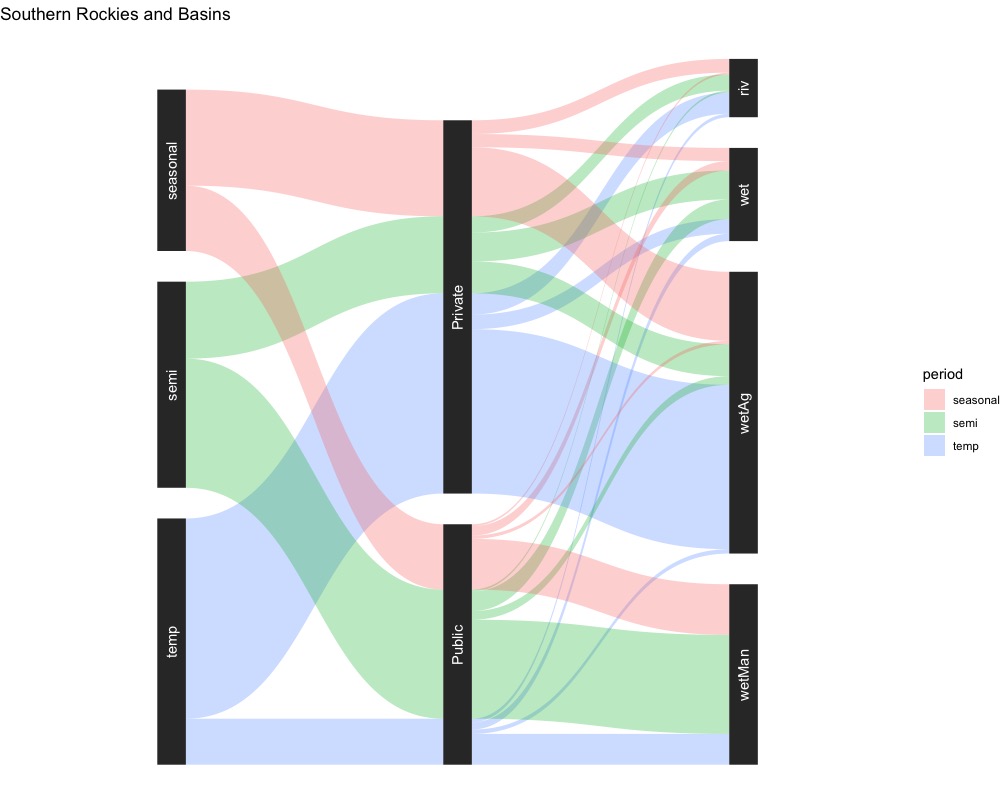 Southern Rockies and Basins
seasonal
semi
temp
Private
Public
riv
wet
wetAg
wetMan
period
seasonal
semi
temp